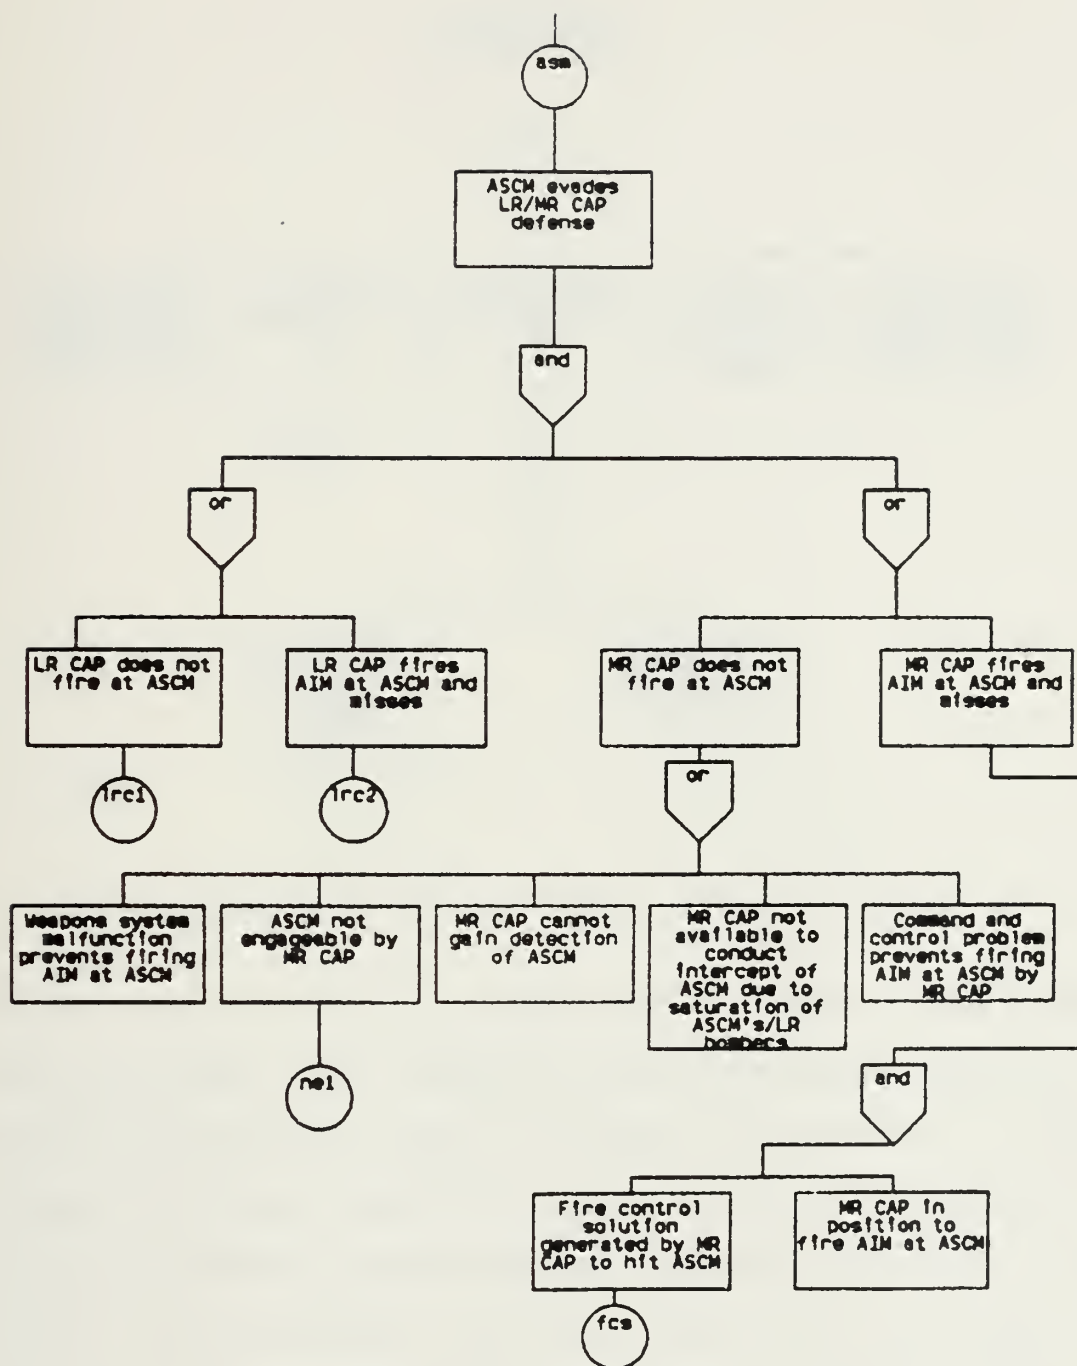 asm
ASCM evades
LR/MR CAP
defense
and
or
or
LR CAP does not
fire at ASCM
LR CAP fires
AIM at ASCM and
misses
MR CAP does not
fire at ASCM
MR CAP fires
AIM at ASCM and
misses
lrc1
lrc2
or
Weapons system
malfunction
prevents firing
AIM at ASCM
ASCM not
engageable by
MR CAP
MR CAP cannot
gain detection
of ASCM
MR CAP not
available to
conduct
intercept of
ASCM due to
saturation of
ASCM's/LR
bombers
Command and
control problem
prevents firing
AIM at ASCM by
MR CAP
ne1
and
Fire control
solution
generated by MR
CAP to hit ASCM
MR CAP in
position to
fire AIM at ASCM
fcs